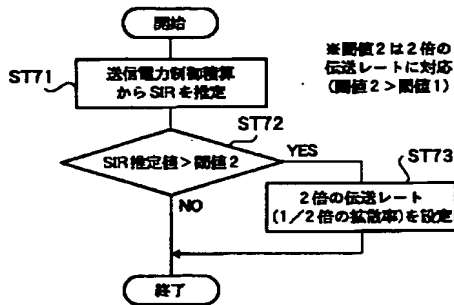 開始
※閾値2は2倍の
伝送レートに対応
(閾値2>閾値1)
ST71
送信電力制御積算
からSIRを推定
ST72
SIR推定値>閾値2
YES
ST73
NO
2倍の伝送レート
(1/2倍の拡散率)を設定
終了